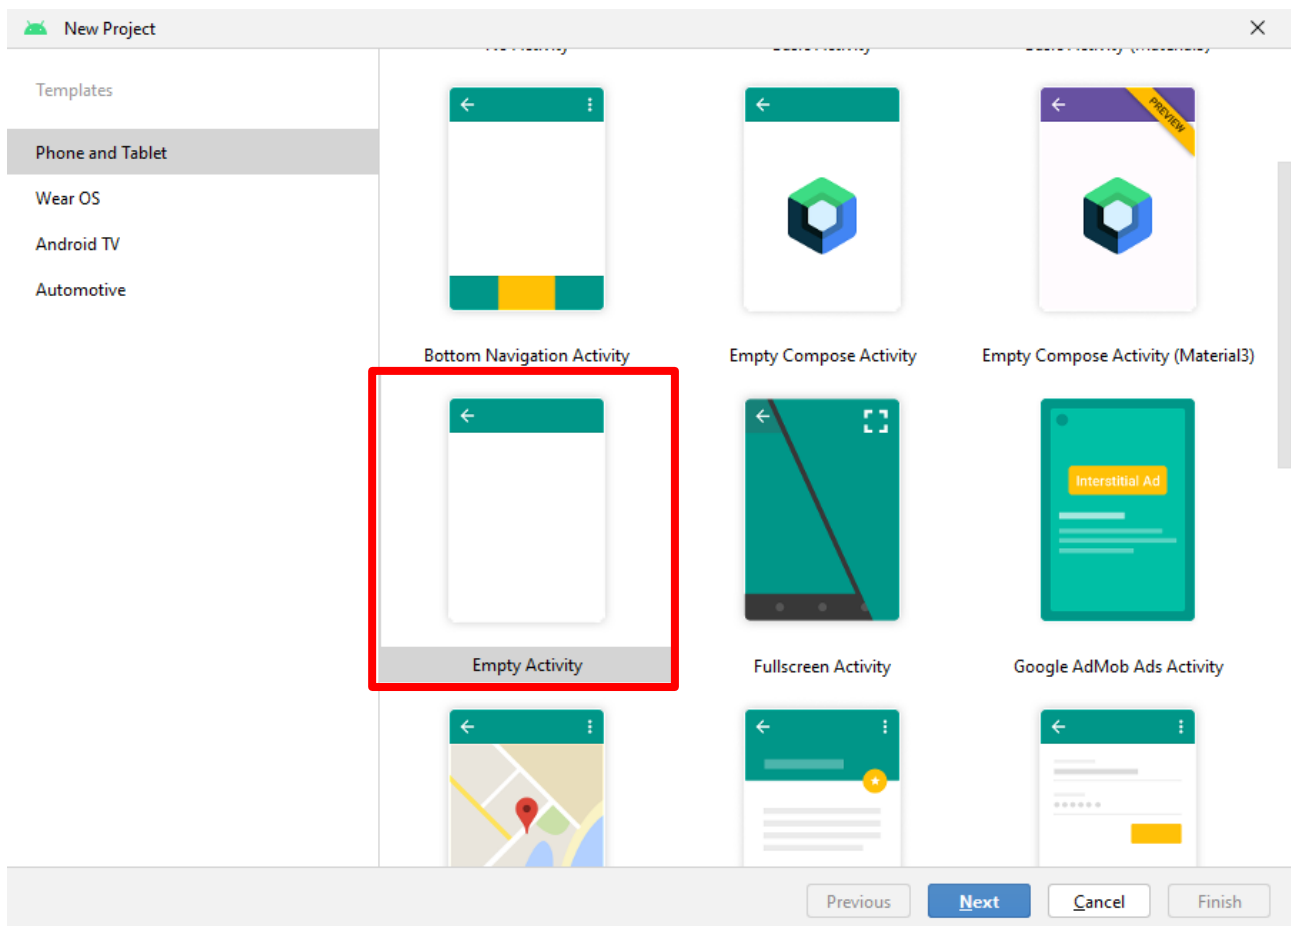 New Project
Templates
Phone and Tablet
Wear OS
Android TV
Automotive
PREVIEW
Bottom Navigation Activity
Empty Compose Activity
Empty Compose Activity (Material3)
Interstitial Ad
Empty Activity
Fullscreen Activity
Google AdMob Ads Activity
Previous
Next
Cancel
Finish